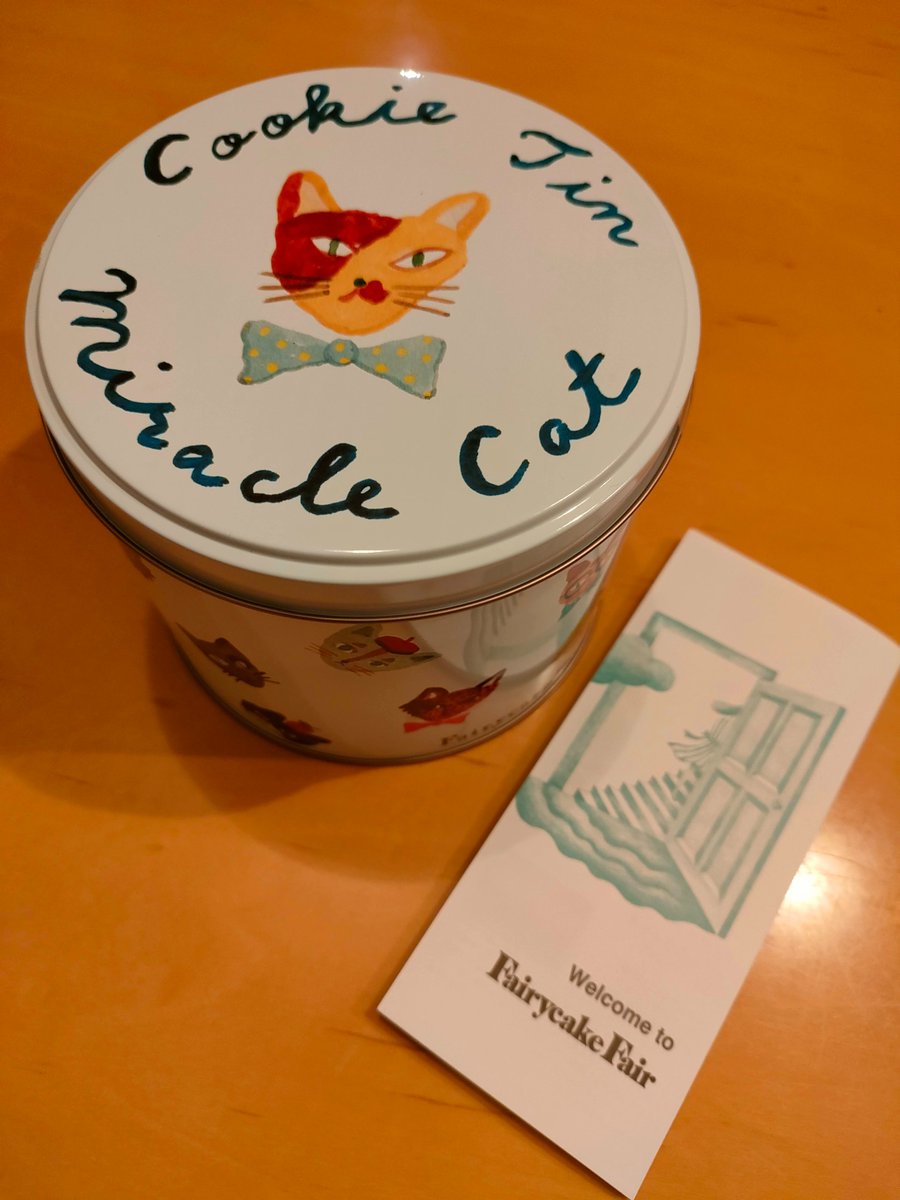 Cookie Tin
Miracle Cat
Welcome to
Fairycake Fair